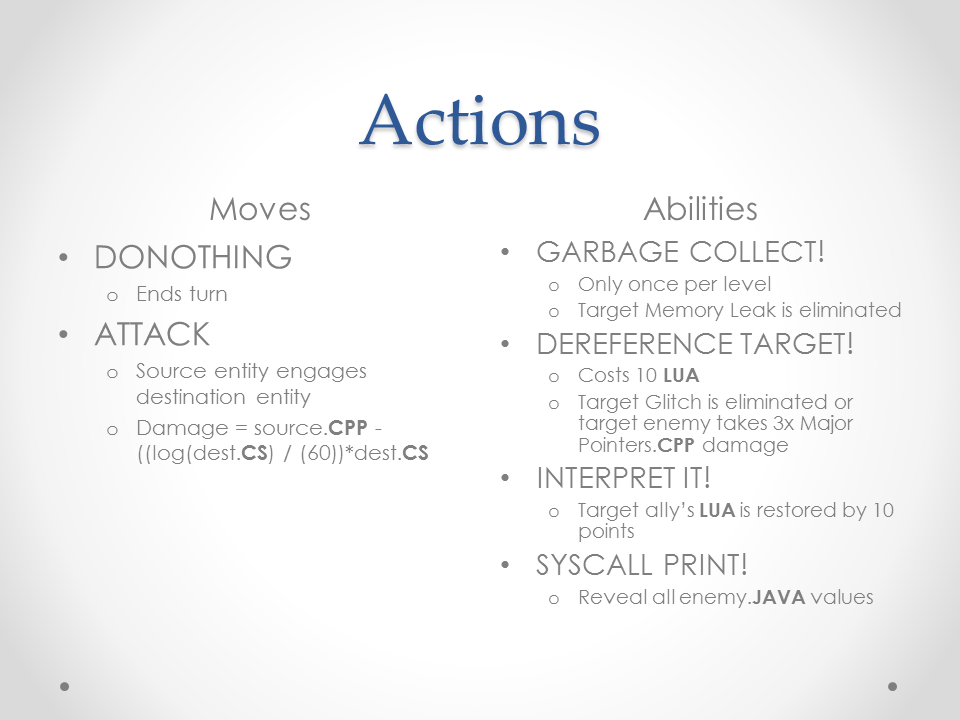 Actions
Moves
• DONOTHING
o Ends turn
• ATTACK
o Source entity engages
destination entity
o Damage = source.CPP -
((log(dest.CS) / (60))*dest.CS
Abilities
• GARBAGE COLLECT!
o Only once per level
o Target Memory Leak is eliminated
• DEREFERENCE TARGET!
o Costs 10 LUA
o Target Glitch is eliminated or
target enemy takes 3x Major
Pointers.CPP damage
• INTERPRET IT!
o Target ally’s LUA is restored by 10
points
• SYSCALL PRINT!
o Reveal all enemy.JAVA values